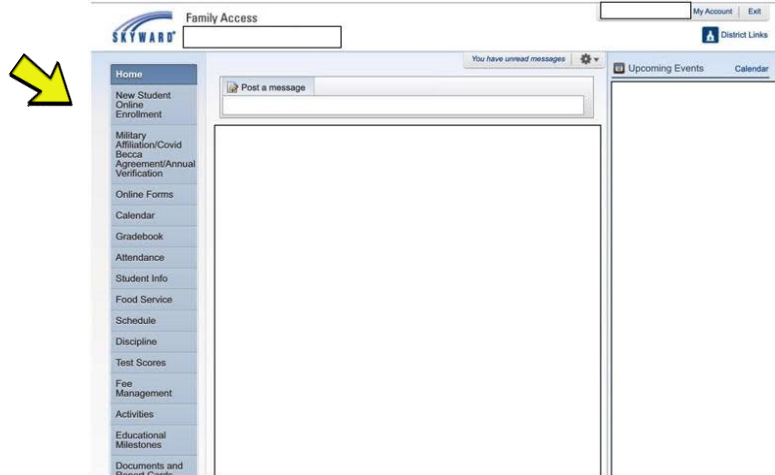 Family Access
SKYWARD
My Account
Exit
District Links
You have unread messages
Upcoming Events
Calendar
Home
New Student
Online
Enrollment
Military
Affiliation/Covid
Becca
Agreement/Annual
Verification
Online Forms
Calendar
Gradebook
Attendance
Student Info
Food Service
Schedule
Discipline
Test Scores
Fee
Management
Activities
Educational
Milestones
Documents and
Report Cards
Post a message